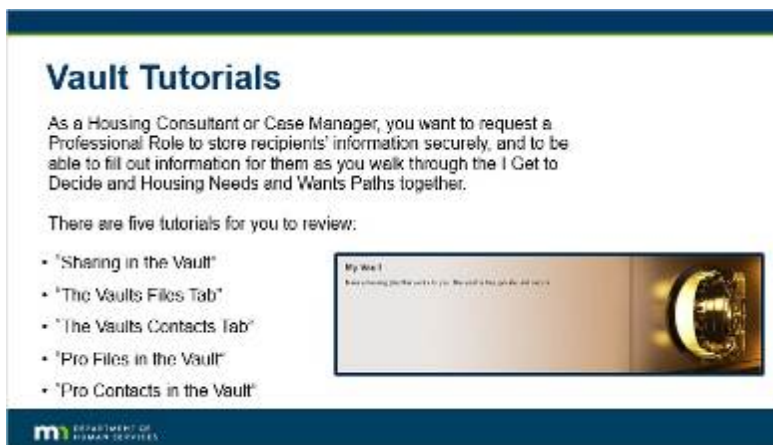 Vault Tutorials
As a Housing Consultant or Case Manager, you want to request a
Professional Role to store recipients' information securely, and to be
able to fill out information for them as you walk through the I Get to
Decide and Housing Needs and Wants Paths together.
There are five tutorials for you to review:
• "Sharing in the Vault"
• "The Vaults Files Tab"
• "The Vaults Contacts Tab"
• "Pro Files in the Vault"
• "Pro Contacts in the Vault"
My Vault
DEPARTMENT OF
HUMAN SERVICES